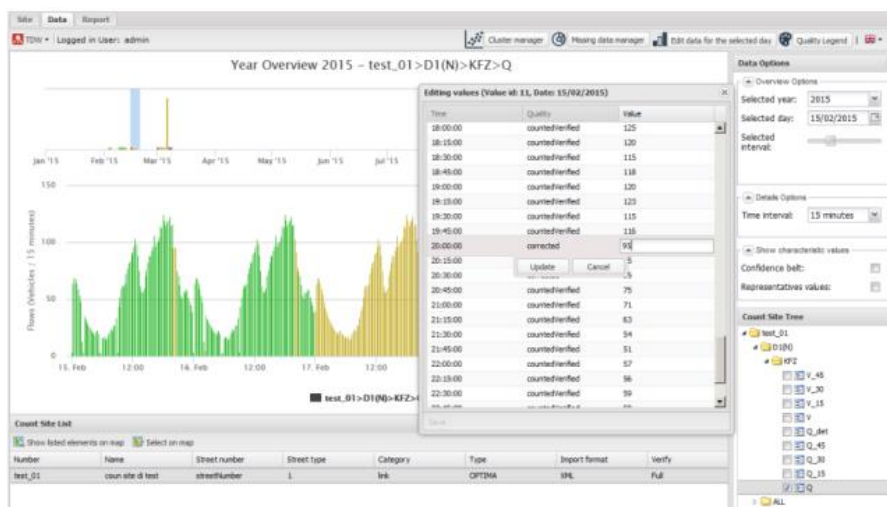 Site Data Report
TDW Logged in User: admin
Cluster manager Missing data manager Edit data for the selected day Quality Legend
Year Overview 2015 - test_01>D1(N)>KFZ>Q
Jan '15 Feb '15 Mar '15 Apr '15 May '15 Jun '15 Jul '15
Flows (Vehicles / 15 minutes)
150
100
50
0
15. Feb 12:00 16. Feb 12:00 17. Feb 12:00
test_01>D1(N)>KFZ>
Editing values (Value id: 11, Date: 15/02/2015)
Time Quality Value
18:00:00 countedVerified 125
18:15:00 countedVerified 120
18:30:00 countedVerified 115
18:45:00 countedVerified 118
19:00:00 countedVerified 120
19:15:00 countedVerified 123
19:30:00 countedVerified 115
19:45:00 countedVerified 116
20:00:00 corrected 95
20:15:00
Update Cancel
20:30:00
20:45:00 countedVerified 75
21:00:00 countedVerified 71
21:15:00 countedVerified 63
21:30:00 countedVerified 54
21:45:00 countedVerified 51
22:00:00 countedVerified 57
22:15:00 countedVerified 56
22:30:00 countedVerified 59
Save
Data Options
Overview Options
Selected year: 2015
Selected day: 15/02/2015
Selected interval:
Details Options
Time interval: 15 minutes
Show characteristic values
Confidence belt:
Representatives values:
Count Site Tree
test_01
D1(N)
KFZ
V_45
V_30
V_15
V
Q_det
Q_45
Q_30
Q_15
Q
ALL
Count Site List
Show listed elements on map Select on map
Number Name Street number Street type Category Type Import format Verify
test_01 coun site di test streetNumber 1 link OPTIMA XML Full